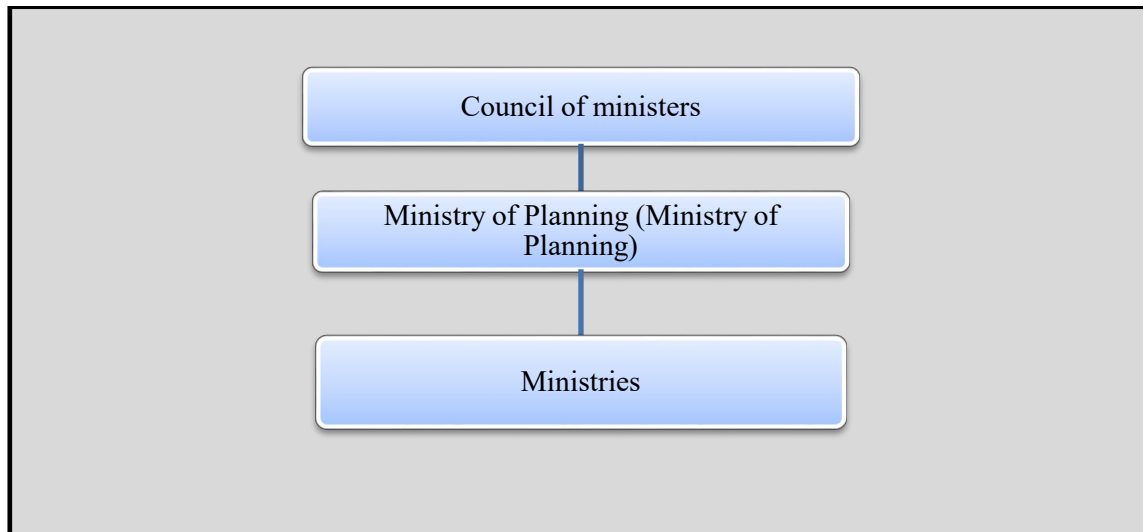 Council of ministers
Ministry of Planning (Ministry of
Planning)
Ministries